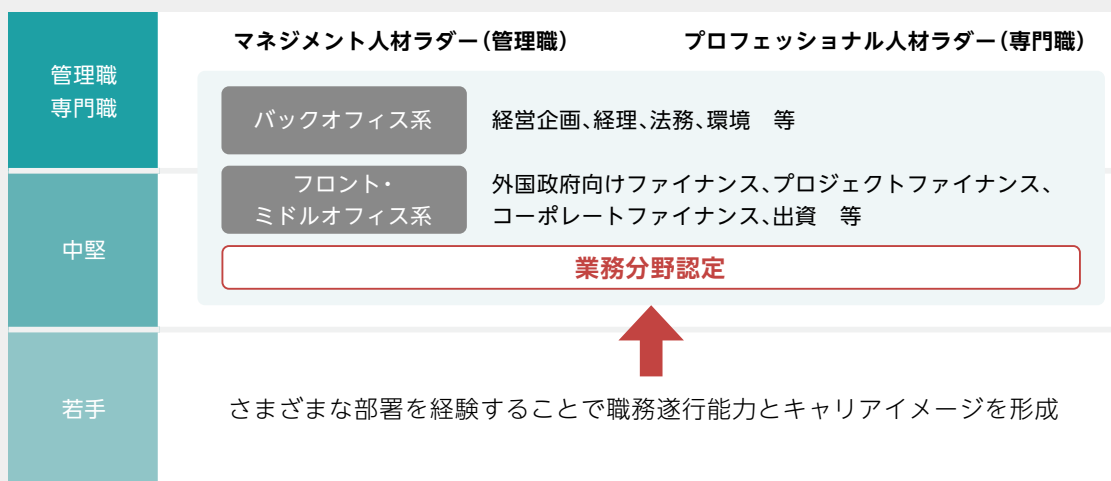 マネジメント人材ラダー(管理職)
プロフェッショナル人材ラダー(専門職)
管理職
専門職
バックオフィス系
経営企画、経理、法務、環境　等
フロント・
ミドルオフィス系
外国政府向けファイナンス、プロジェクトファイナンス、
コーポレートファイナンス、出資　等
中堅
業務分野認定
若手
さまざまな部署を経験することで職務遂行能力とキャリアイメージを形成